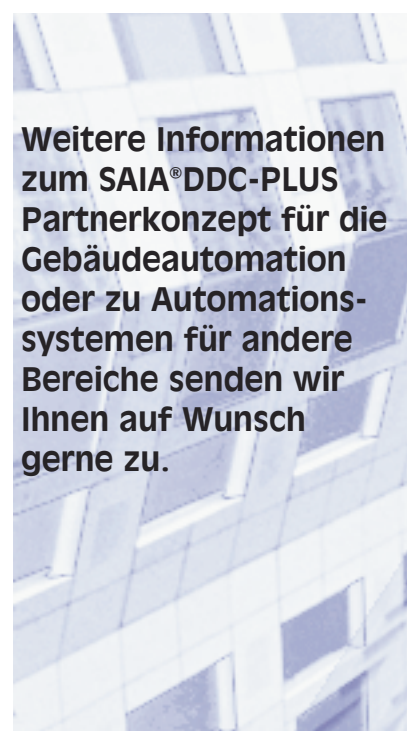 Weitere Informationen
zum SAIA®DDC-PLUS
Partnerkonzept für die
Gebäudeautomation
oder zu Automations-
systemen für andere
Bereiche senden wir
Ihnen auf Wunsch
gerne zu.